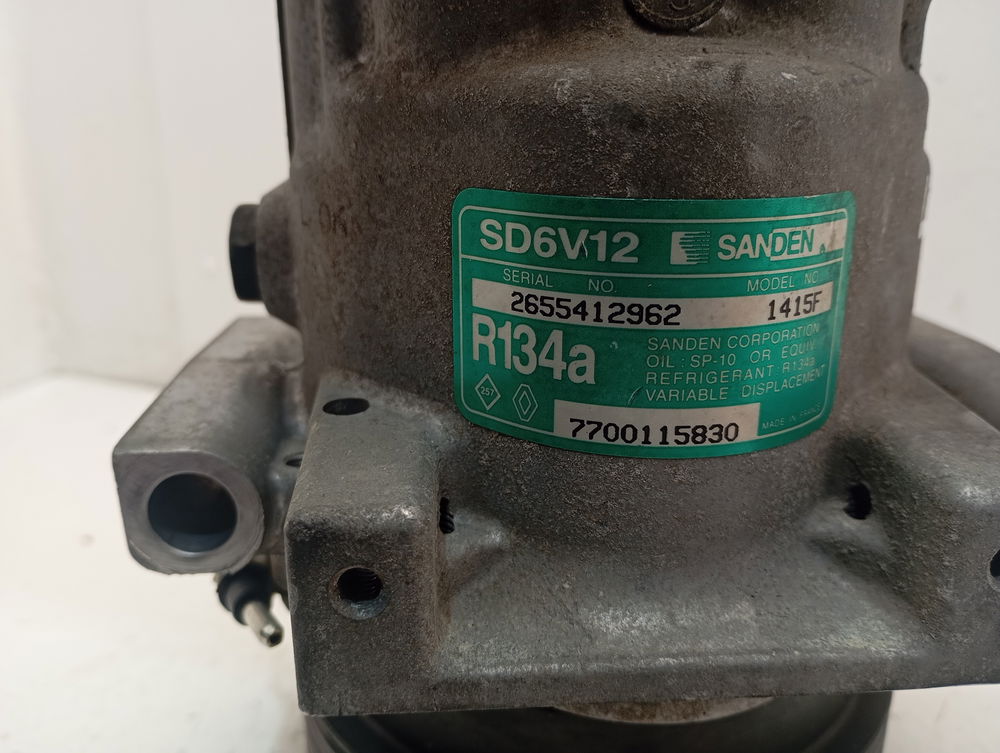 SD6V12 SANDEN
SERIAL NO. MODEL NO
2655412962 1415F
R134a
SANDEN CORPORATION
OIL : SP-10 OR EQUIV.
REFRIGERANT : R134a
VARIABLE DISPLACEMENT
257
7700115830
MADE IN FRANCE